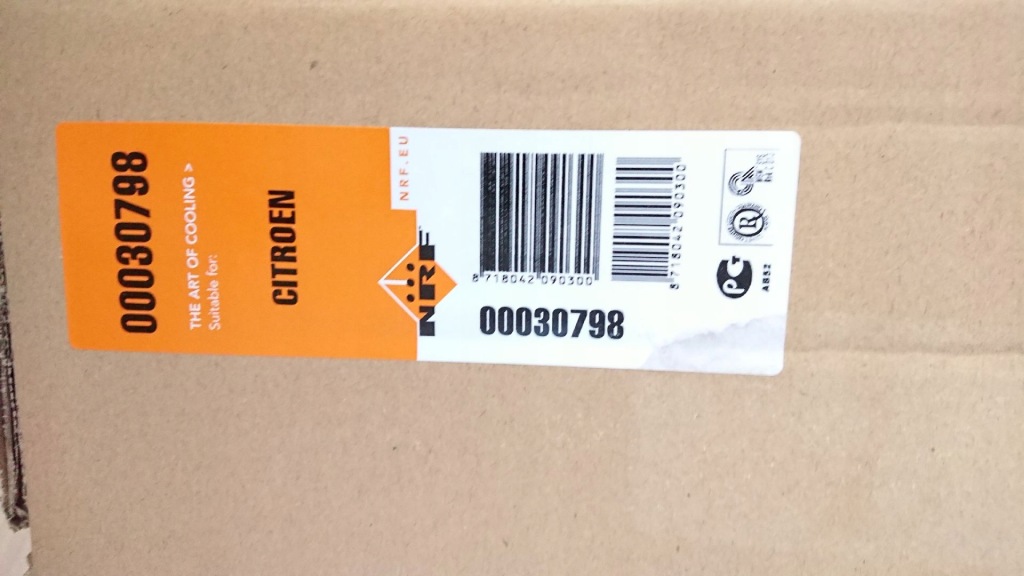 00030798
THE ART OF COOLING >
Suitable for:
CITROEN
NRF.EU
NRF
8 718042 090300
00030798
8 718042 090300
PG
AB52
R